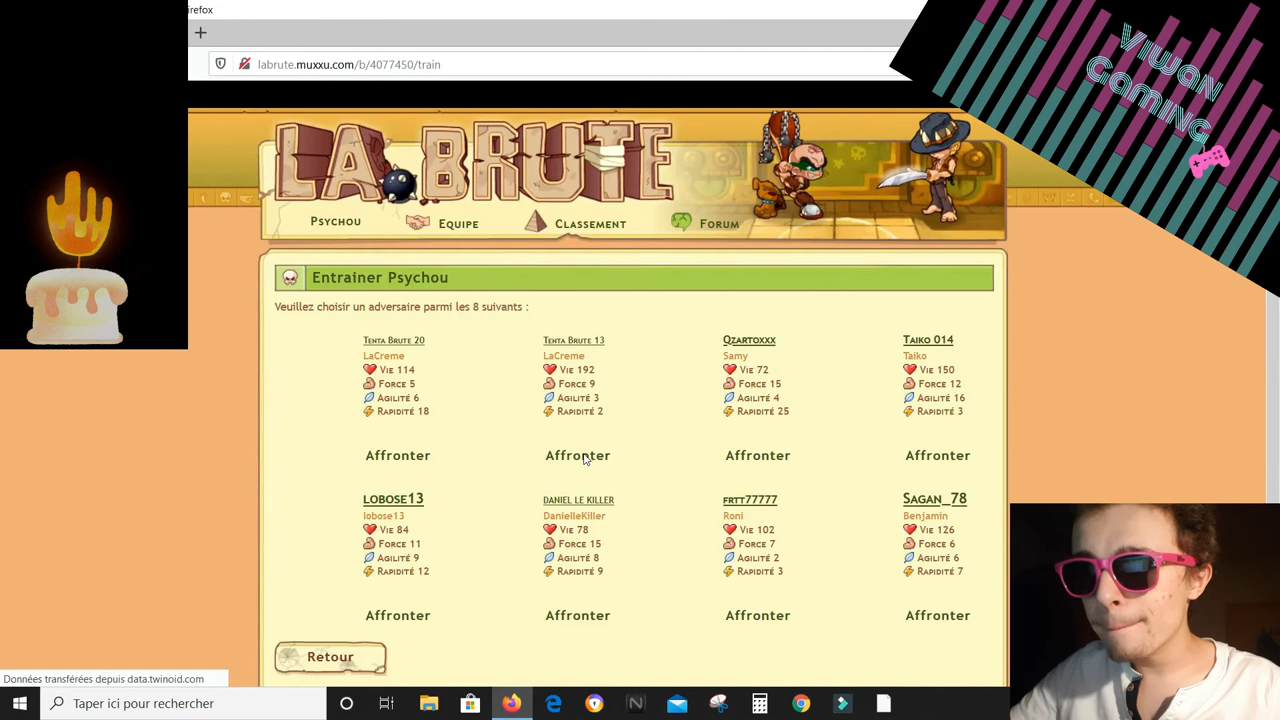 irefox
labrute.muxxu.com/b/4077450/train
VIWAN
GAMING
LA BRUTE
Psychou
Equipe
Classement
Forum
Entrainer Psychou
Veuillez choisir un adversaire parmi les 8 suivants :
Tenta Brute 20
LaCreme
Vie 114
Force 5
Agilité 6
Rapidité 18
Affronter
Tenta Brute 13
LaCreme
Vie 192
Force 9
Agilité 3
Rapidité 2
Affronter
Qzartoxxx
Samy
Vie 72
Force 15
Agilité 4
Rapidité 25
Affronter
Taiko 014
Taiko
Vie 150
Force 12
Agilité 16
Rapidité 3
Affronter
lobose13
lobose13
Vie 84
Force 11
Agilité 9
Rapidité 12
Affronter
daniel le killer
DanielleKiller
Vie 78
Force 15
Agilité 8
Rapidité 9
Affronter
frtt77777
Roni
Vie 102
Force 7
Agilité 2
Rapidité 3
Affronter
Sagan_78
Benjamin
Vie 126
Force 6
Agilité 6
Rapidité 7
Affronter
Retour
Données transférées depuis data.twinoid.com
Taper ici pour rechercher